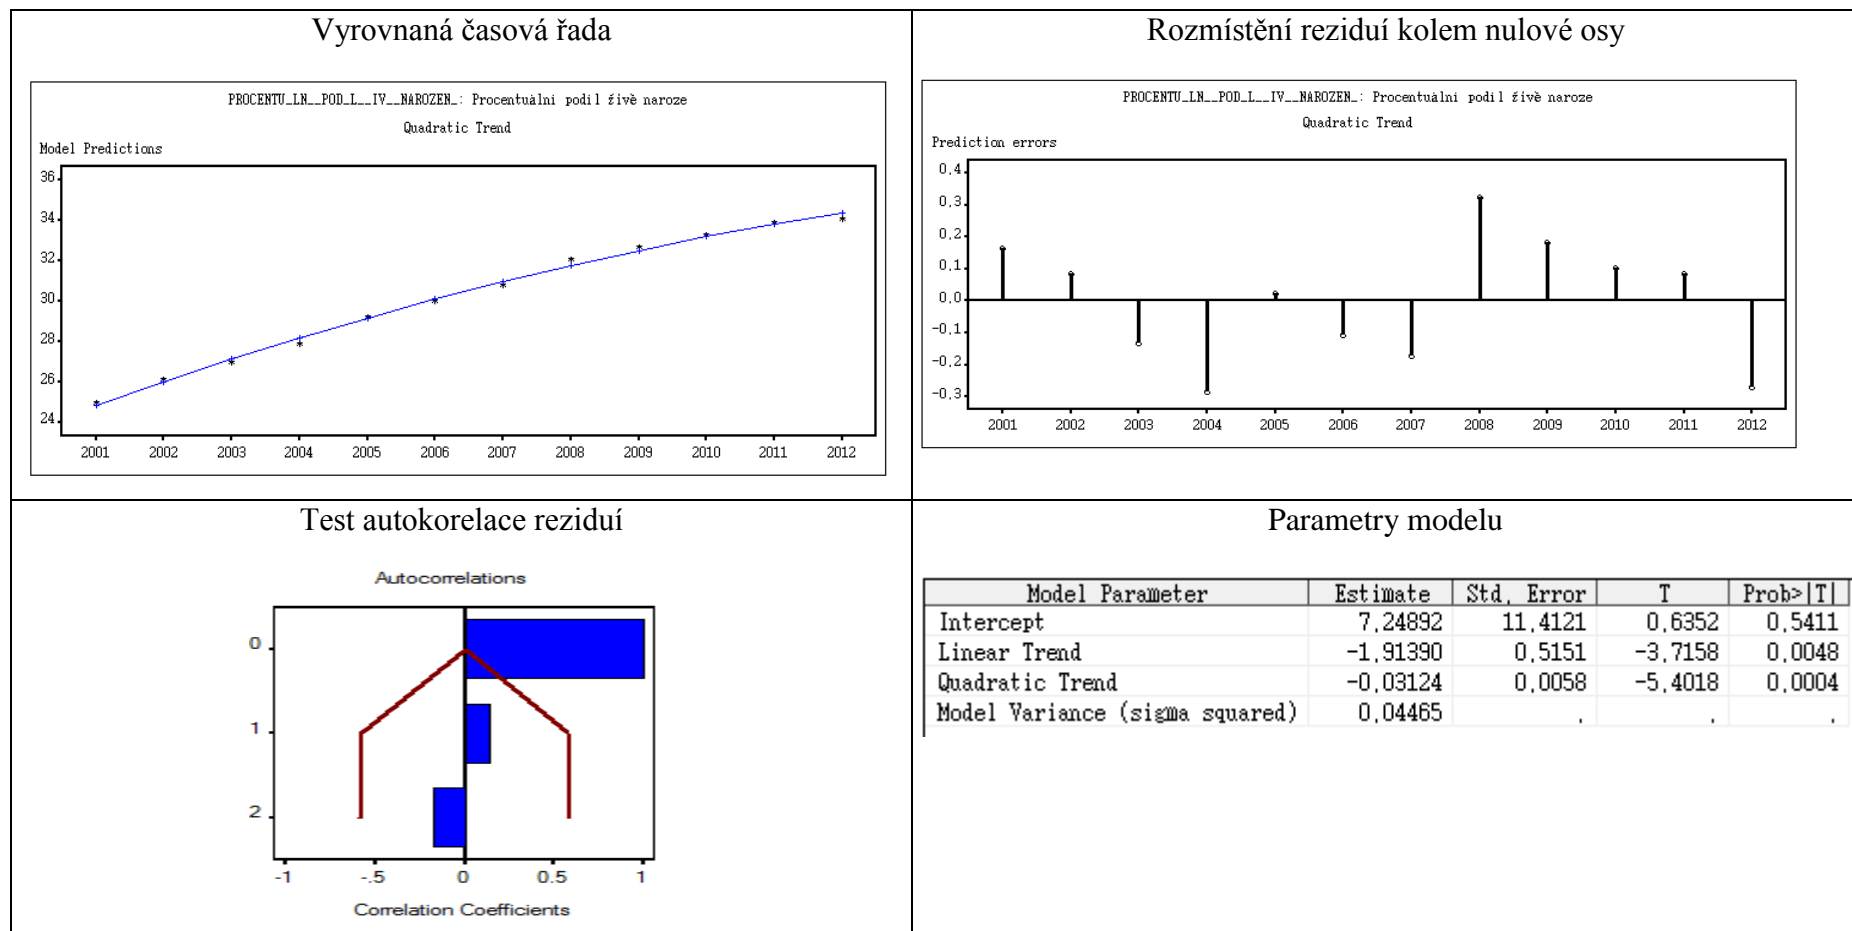 Vyrovnaná časová řada
PROCENTU_LN__POD_L__IV__NAROZEN_: Procentuàlni podil živè naroze
Quadratic Trend
Model Predictions
36
34
32
30
28
26
24
2001 2002 2003 2004 2005 2006 2007 2008 2009 2010 2011 2012
Rozmístění reziduí kolem nulové osy
PROCENTU_LN__POD_L__IV__NAROZEN_: Procentuàlni podil živè naroze
Quadratic Trend
Prediction errors
0,4
0,3
0,2
0,1
0,0
-0,1
-0,2
-0,3
2001 2002 2003 2004 2005 2006 2007 2008 2009 2010 2011 2012
Test autokorelace reziduí
Autocorrelations
0
1
2
-1 -.5 0 0.5 1
Correlation Coefficients
Parametry modelu
Model Parameter Estimate Std, Error T Prob>|T|
Intercept 7,24892 11,4121 0,6352 0,5411
Linear Trend -1,91390 0,5151 -3,7158 0,0048
Quadratic Trend -0,03124 0,0058 -5,4018 0,0004
Model Variance (sigma squared) 0,04465 , , ,